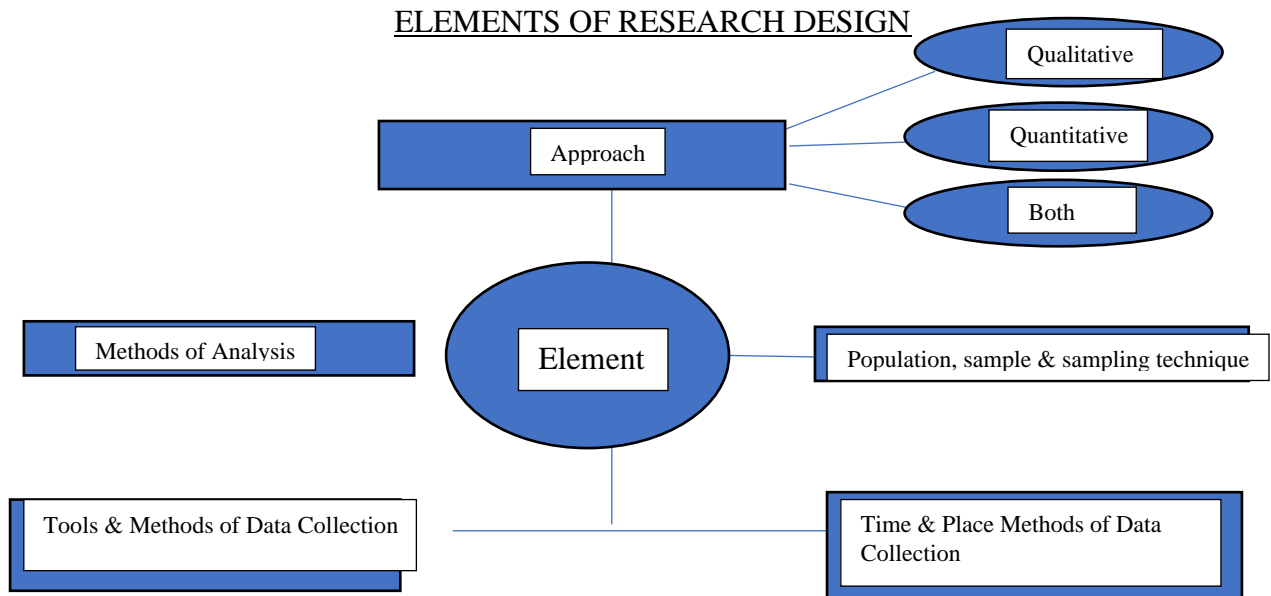 ELEMENTS OF RESEARCH DESIGN
Qualitative
Quantitative
Approach
Both
Methods of Analysis
Element
Population, sample & sampling technique
Tools & Methods of Data Collection
Time & Place Methods of Data
Collection